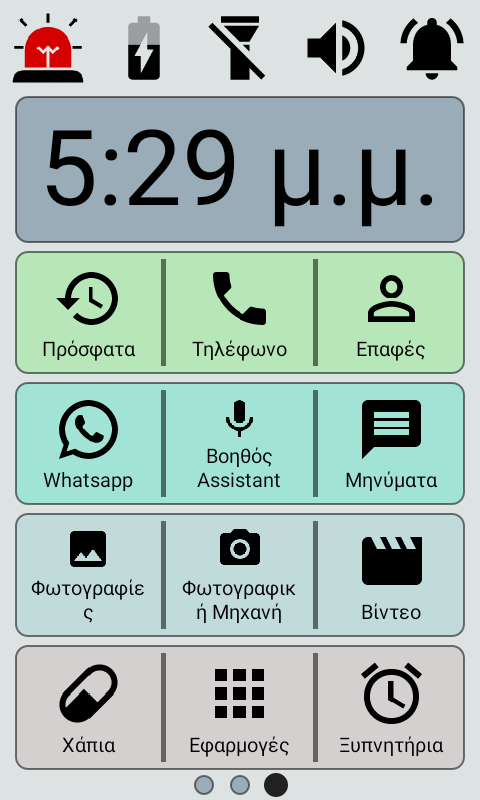 5:29 μ.μ.
Πρόσφατα
Τηλέφωνο
Επαφές
Whatsapp
Βοηθός
Assistant
Μηνύματα
Φωτογραφίε
ς
Φωτογραφικ
ή Μηχανή
Βίντεο
Χάπια
Εφαρμογές
Ξυπνητήρια